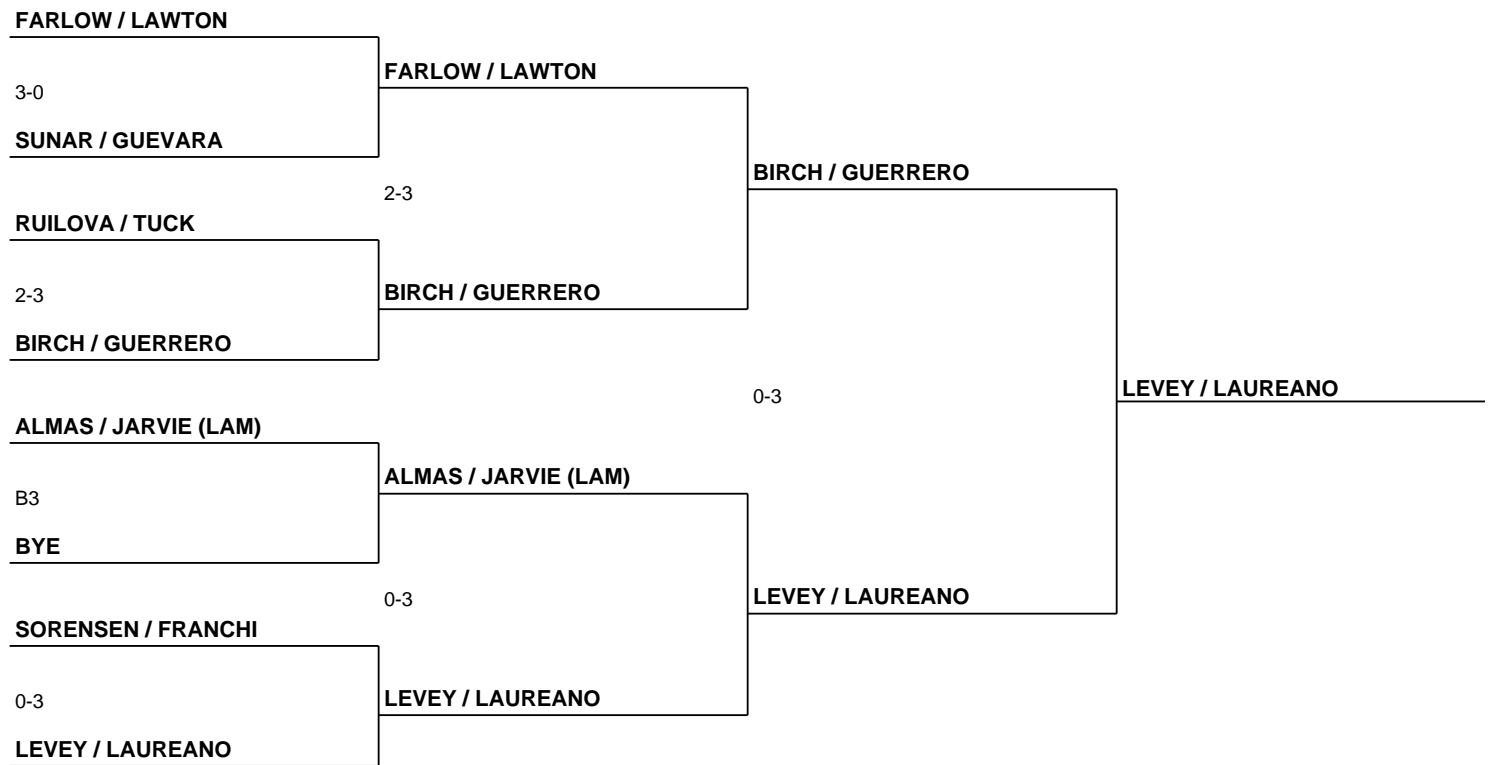 FARLOW / LAWTON
FARLOW / LAWTON
3-0
SUNAR / GUEVARA
BIRCH / GUERRERO
2-3
RUILOVA / TUCK
BIRCH / GUERRERO
2-3
BIRCH / GUERRERO
LEVEY / LAUREANO
0-3
ALMAS / JARVIE (LAM)
ALMAS / JARVIE (LAM)
B3
BYE
LEVEY / LAUREANO
0-3
SORENSEN / FRANCHI
LEVEY / LAUREANO
0-3
LEVEY / LAUREANO